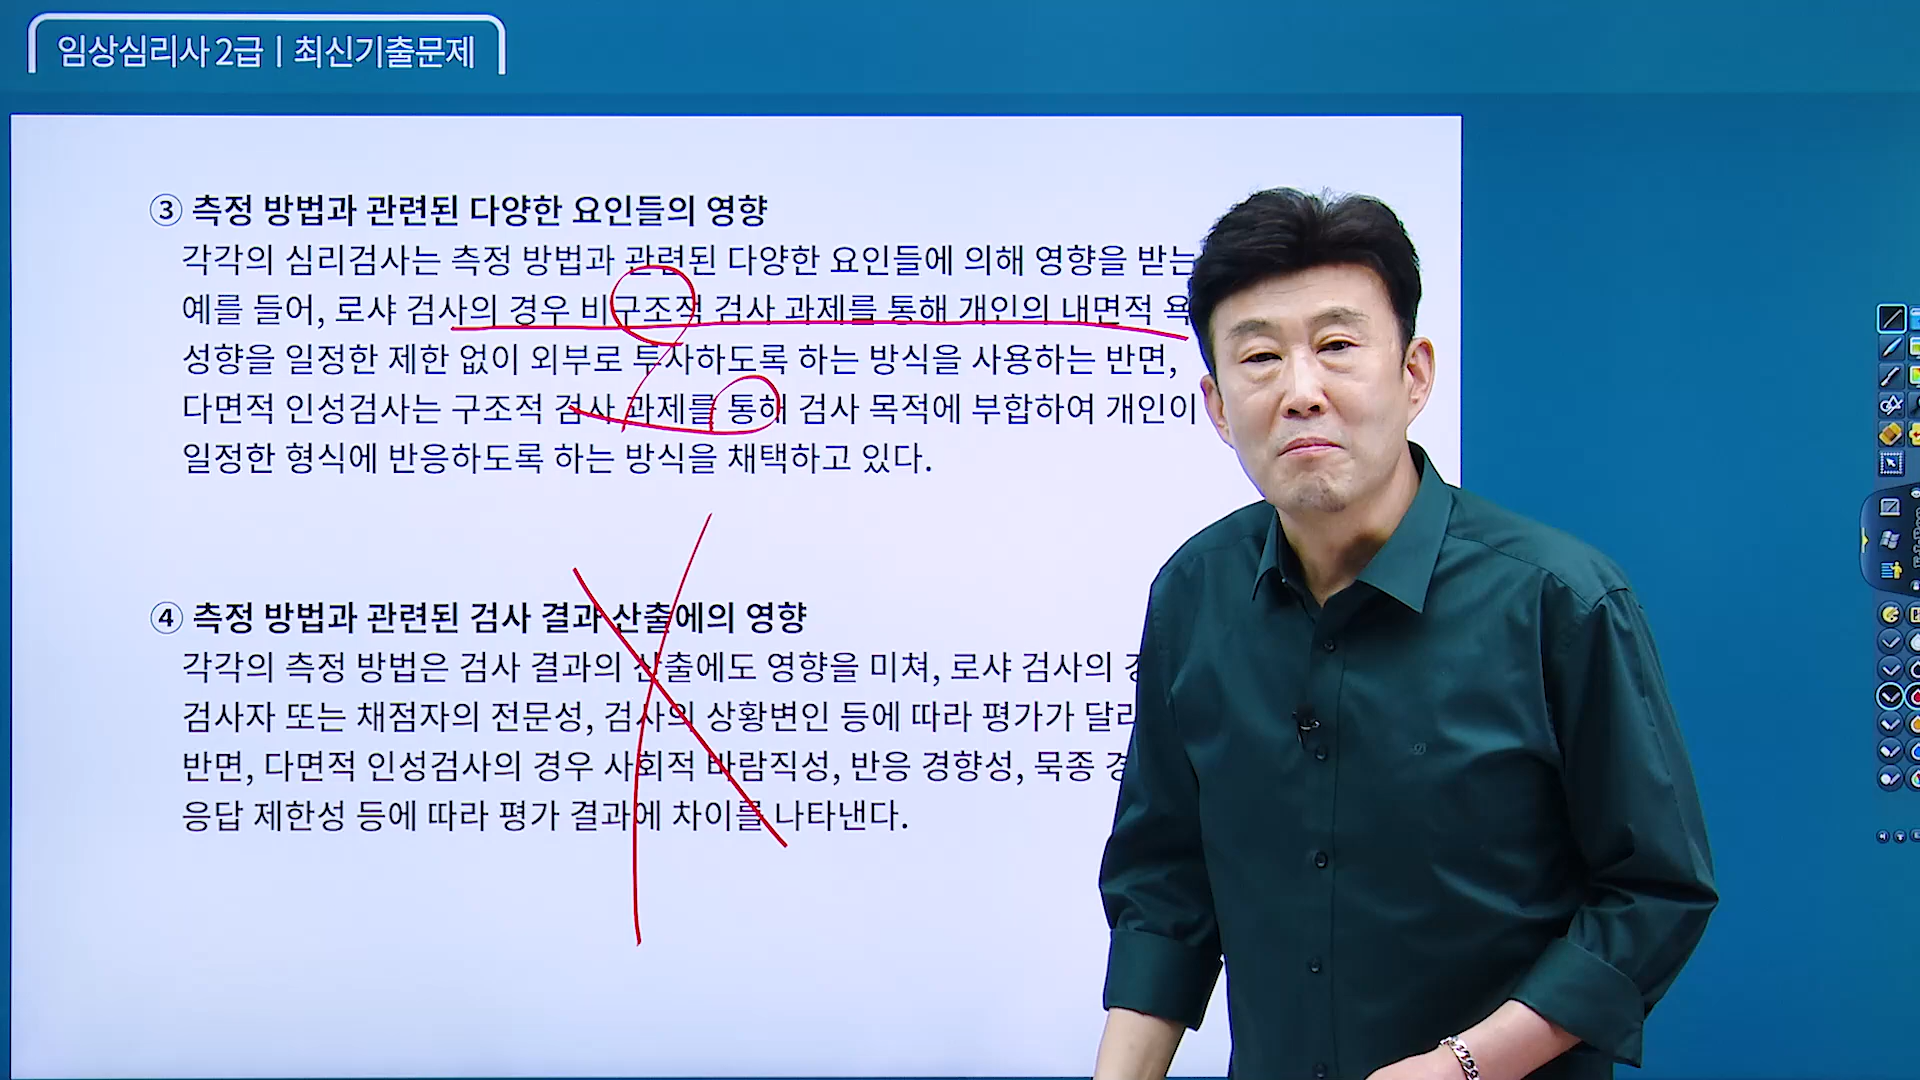 임상심리사 2급 | 최신기출문제
③ 측정 방법과 관련된 다양한 요인들의 영향
각각의 심리검사는 측정 방법과 관련된 다양한 요인들에 의해 영향을 받는
예를 들어, 로샤 검사의 경우 비구조적 검사 과제를 통해 개인의 내면적 욕
성향을 일정한 제한 없이 외부로 투사하도록 하는 방식을 사용하는 반면,
다면적 인성검사는 구조적 검사 과제를 통해 검사 목적에 부합하여 개인이
일정한 형식에 반응하도록 하는 방식을 채택하고 있다.
④ 측정 방법과 관련된 검사 결과 산출에의 영향
각각의 측정 방법은 검사 결과의 산출에도 영향을 미쳐, 로샤 검사의
검사자 또는 채점자의 전문성, 검사의 상황변인 등에 따라 평가가
반면, 다면적 인성검사의 경우 사회적 바람직성, 반응 경향성, 묵종
응답 제한성 등에 따라 평가 결과에 차이를 나타낸다.